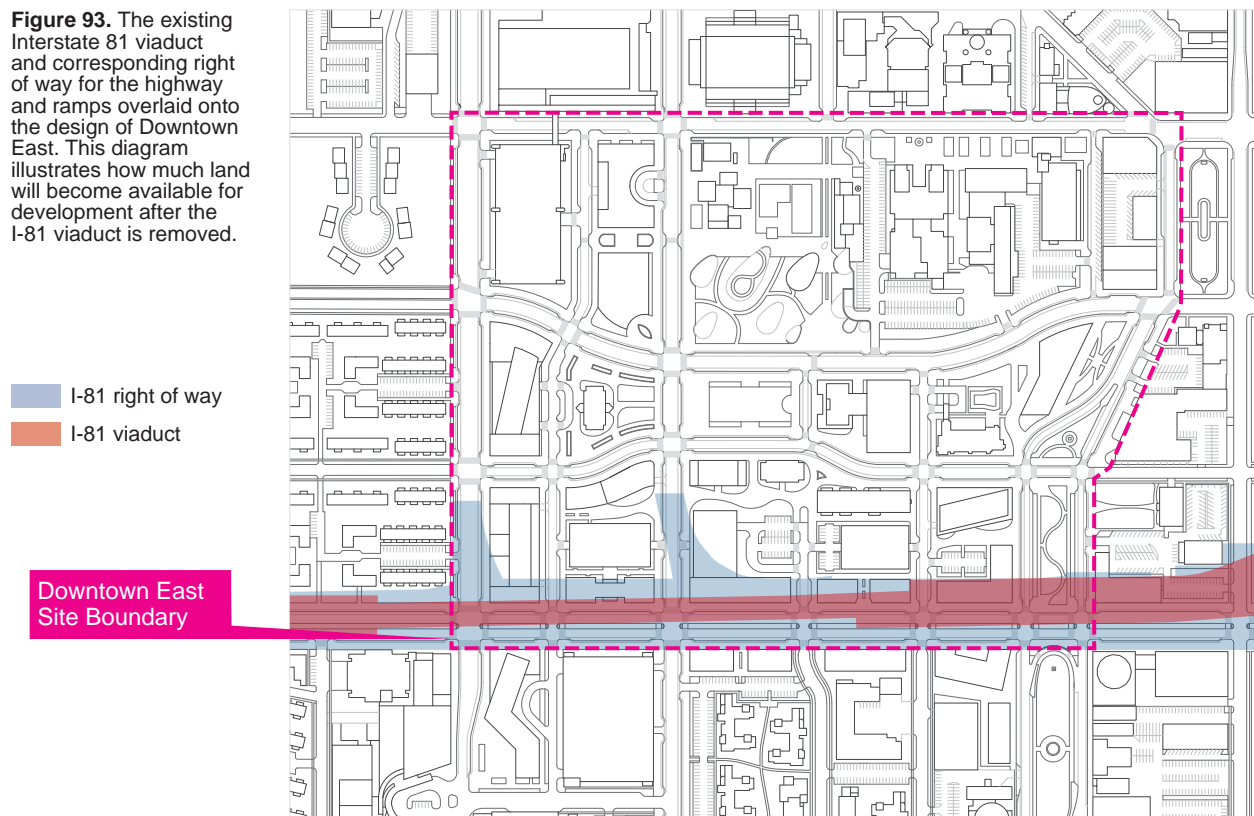 Figure 93. The existing
Interstate 81 viaduct
and corresponding right
of way for the highway
and ramps overlaid onto
the design of Downtown
East. This diagram
illustrates how much land
will become available for
development after the
I-81 viaduct is removed.
I-81 right of way
I-81 viaduct
Downtown East
Site Boundary